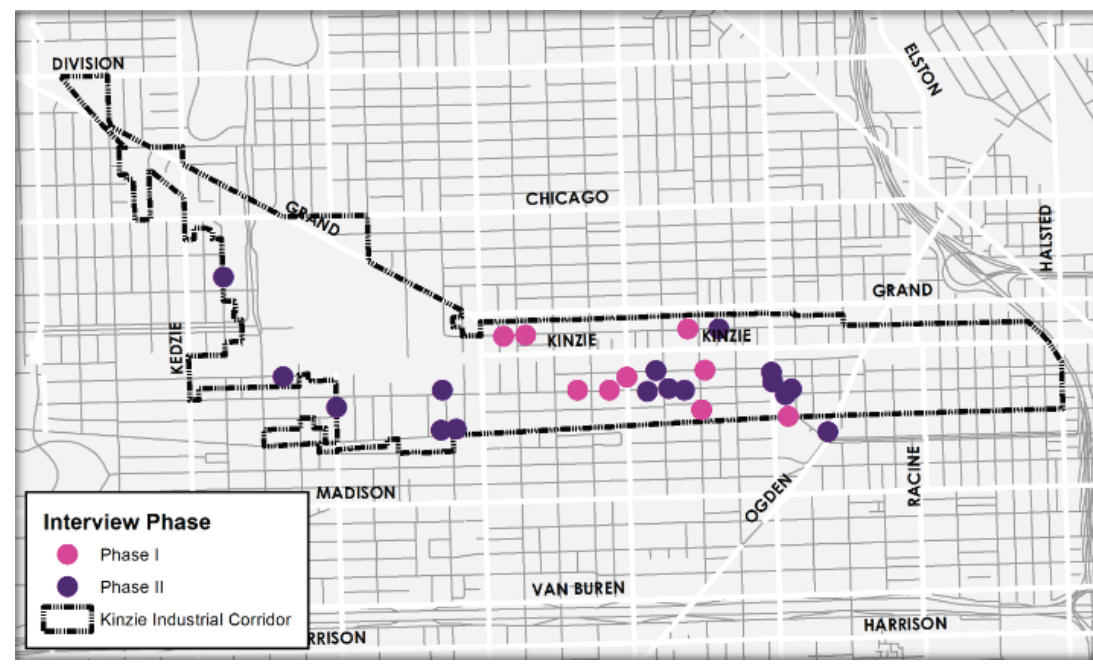 DIVISION
ELSTON
CHICAGO
GRAND
HALSTED
GRAND
KINZIE
KINZIE
KEDZIE
MADISON
OGDEN
RACINE
Interview Phase
Phase I
Phase II
Kinzie Industrial Corridor
VAN BUREN
HARRISON
RRISON